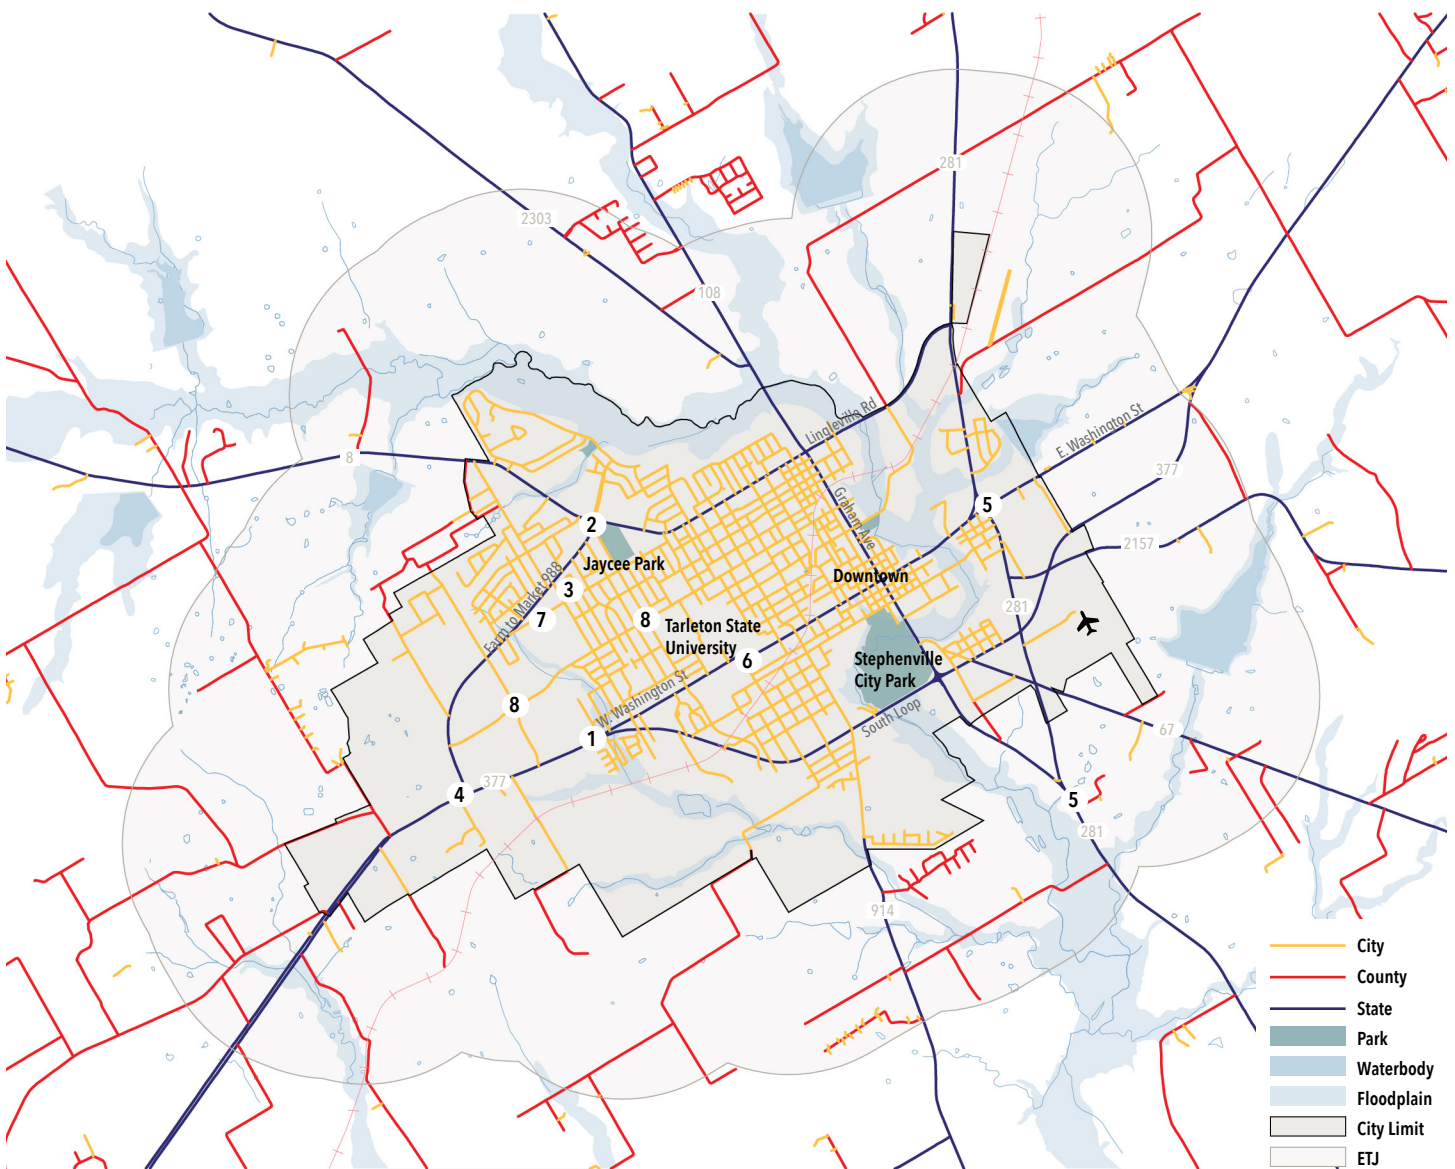 281
2303
108
Lingleville Rd
E. Washington St
8
377
5
Graham Ave
2
2157
Jaycee Park
Farm to Market 988
Downtown
3
281
7
8
Tarleton State
University
6
Stephenville
City Park
W. Washington St
8
South Loop
1
67
377
4
5
281
914
City
County
State
Park
Waterbody
Floodplain
City Limit
ETJ